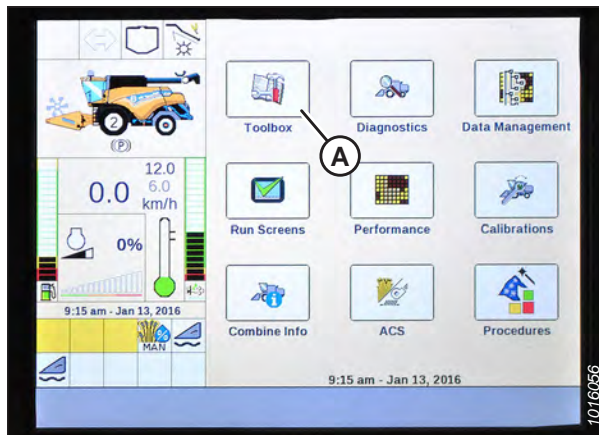 Toolbox
Diagnostics
Data Management
A
Run Screens
Performance
Calibrations
Combine Info
ACS
Procedures
9:15 am - Jan 13, 2016
2
(P)
12.0
0.0 6.0
km/h
0%
9:15 am - Jan 13, 2016
%
MAN
1016056